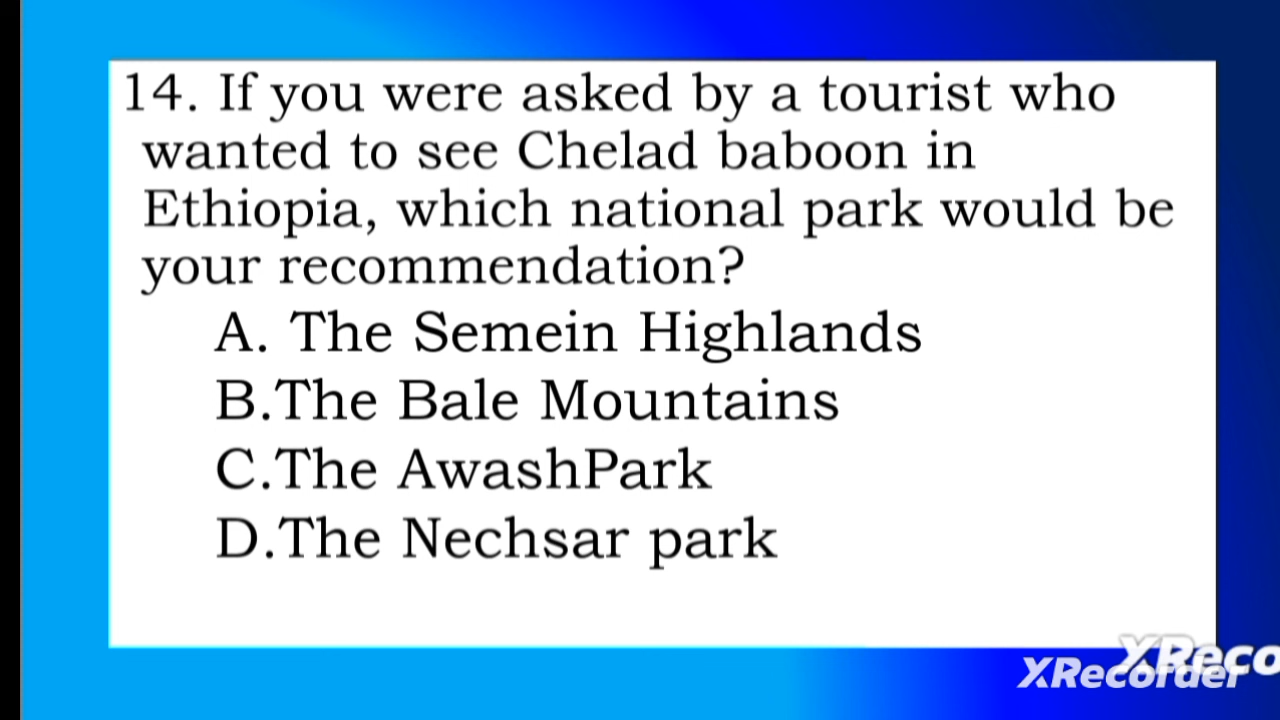 14. If you were asked by a tourist who
wanted to see Chelad baboon in
Ethiopia, which national park would be
your recommendation?
A. The Semein Highlands
B.The Bale Mountains
C.The AwashPark
D.The Nechsar park
XRecorder